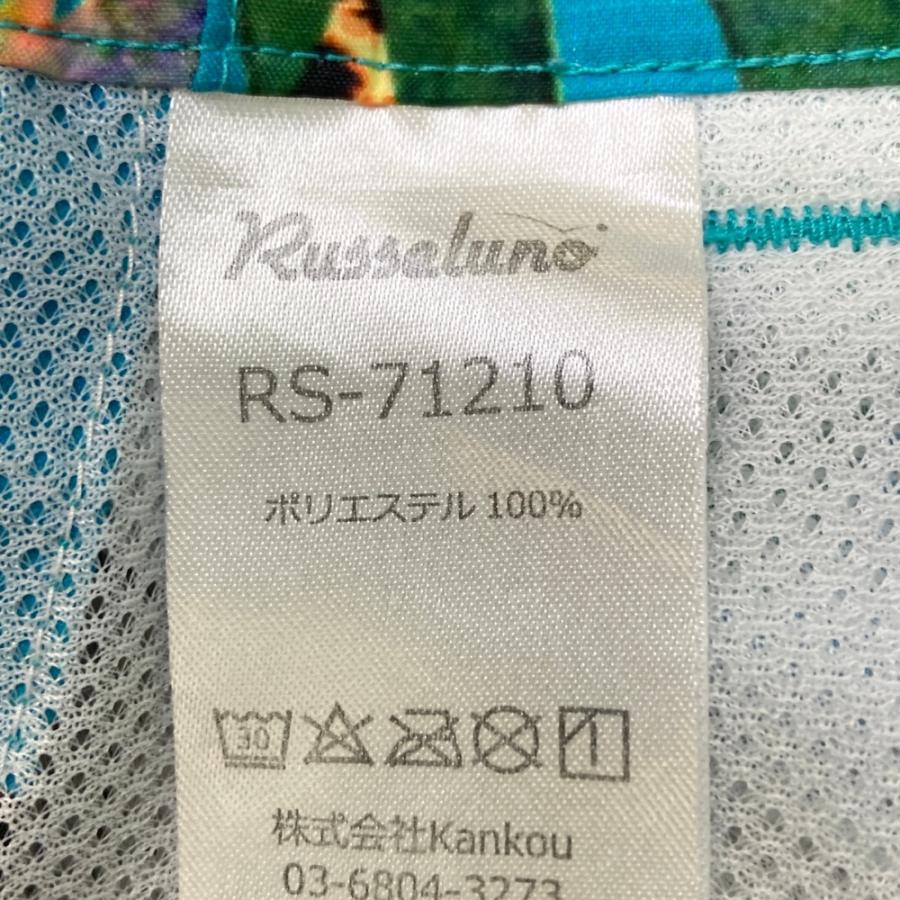 Russeluno
RS-71210
ポリエステル 100%
30
株式会社Kankou
03-6804-3273